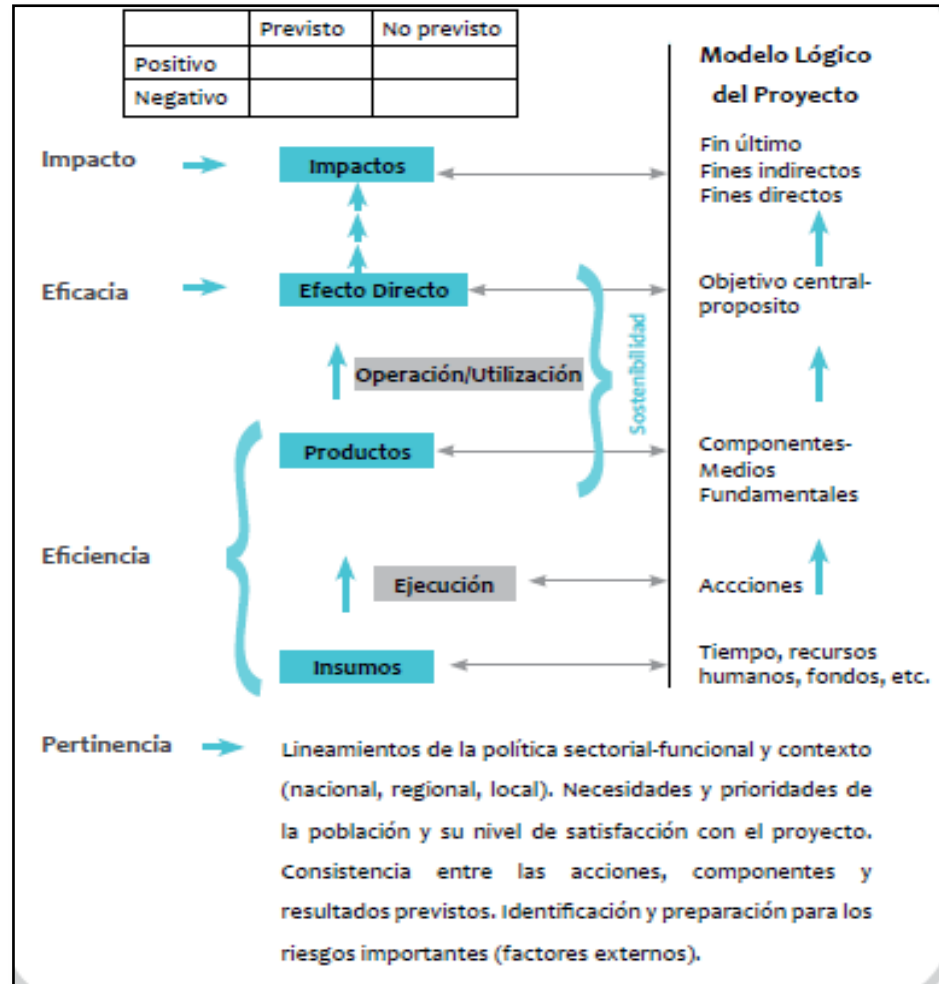 Previsto No previsto
Positivo
Negativo
Modelo Lógico
del Proyecto
Impacto
Impactos
Fin último
Fines indirectos
Fines directos
Eficacia
Efecto Directo
Objetivo central-
proposito
Operación/Utilización
Sostenibilidad
Productos
Componentes-
Medios
Fundamentales
Eficiencia
Ejecución
Accciones
Insumos
Tiempo, recursos
humanos, fondos, etc.
Pertinencia
Lineamientos de la política sectorial-funcional y contexto
(nacional, regional, local). Necesidades y prioridades de
la población y su nivel de satisfacción con el proyecto.
Consistencia entre las acciones, componentes y
resultados previstos. Identificación y preparación para los
riesgos importantes (factores externos).